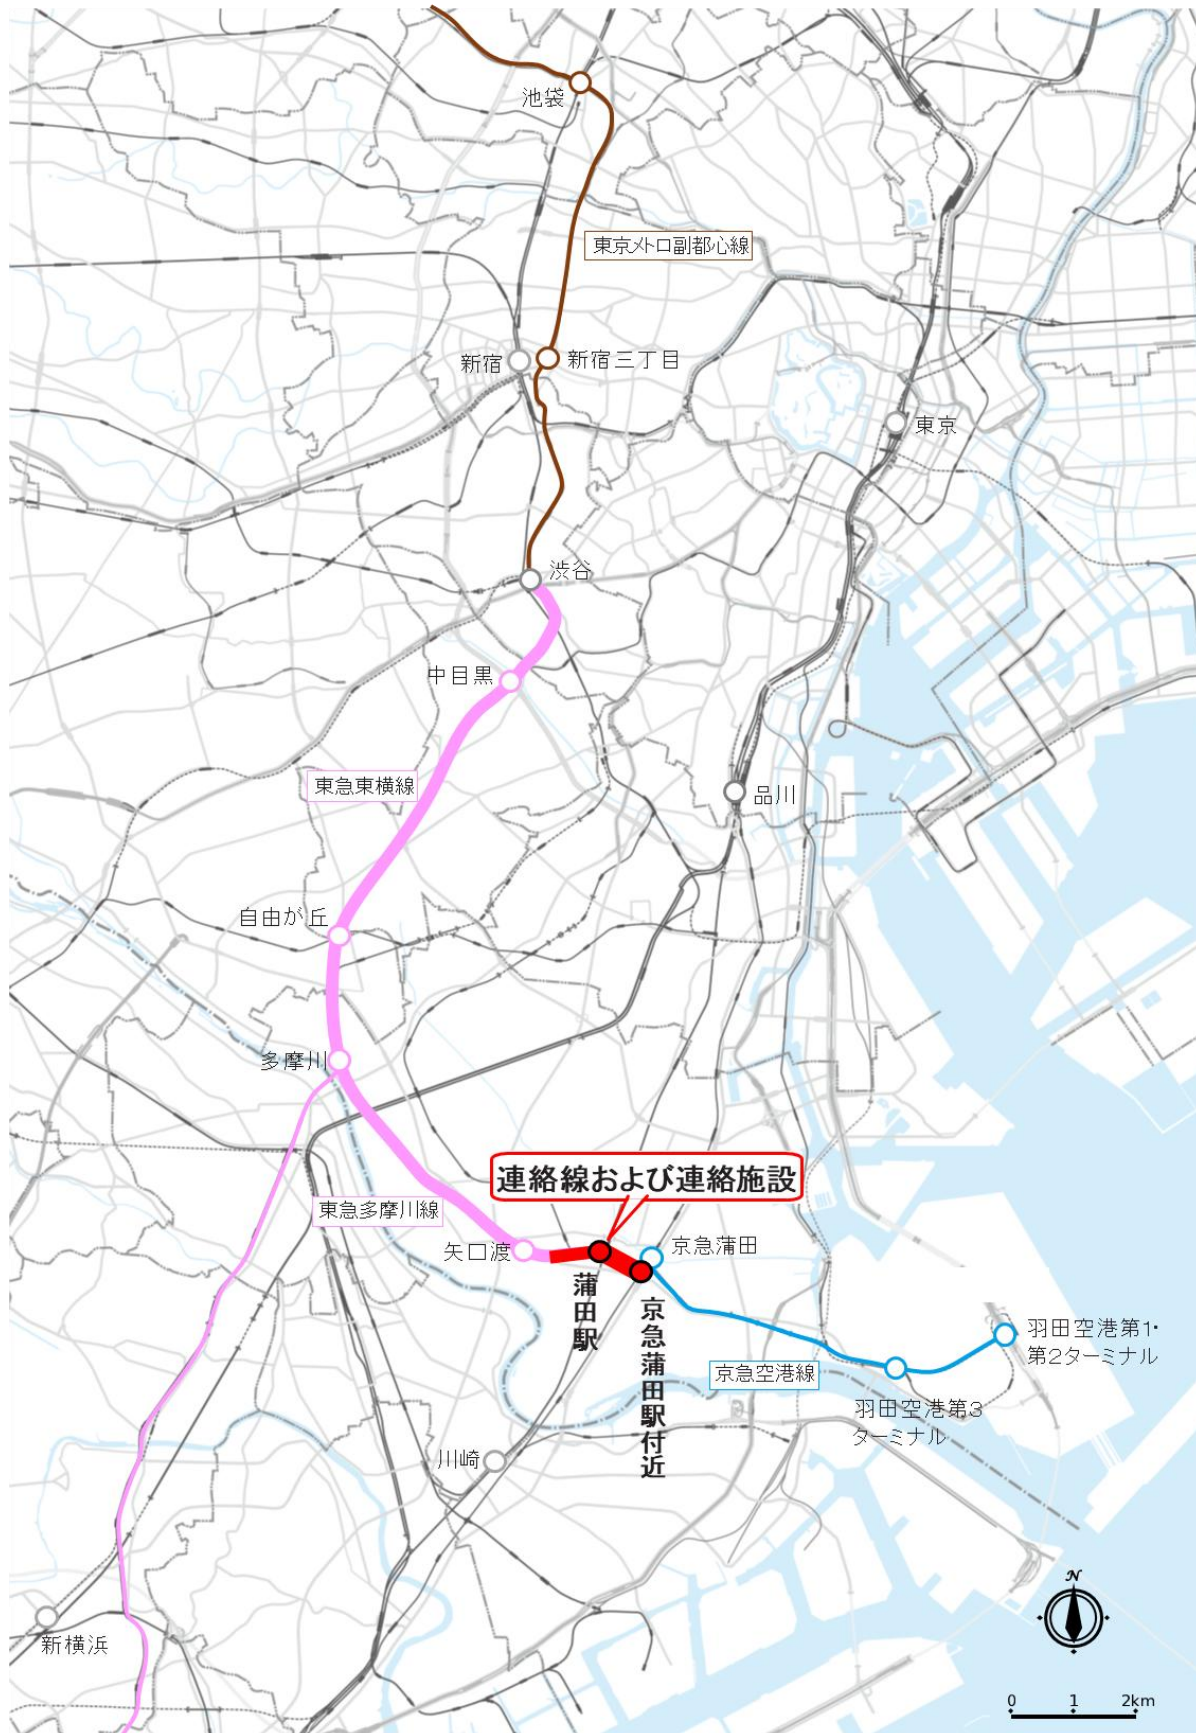 池袋
東京メトロ副都心線
新宿
新宿三丁目
東京
渋谷
中目黒
東急東横線
品川
自由が丘
多摩川
連絡線および連絡施設
東急多摩川線
矢口渡
京急蒲田
蒲田駅
京急蒲田駅付近
羽田空港第1・
第2ターミナル
京急空港線
羽田空港第3
ターミナル
川崎
新横浜
N
0 1 2km